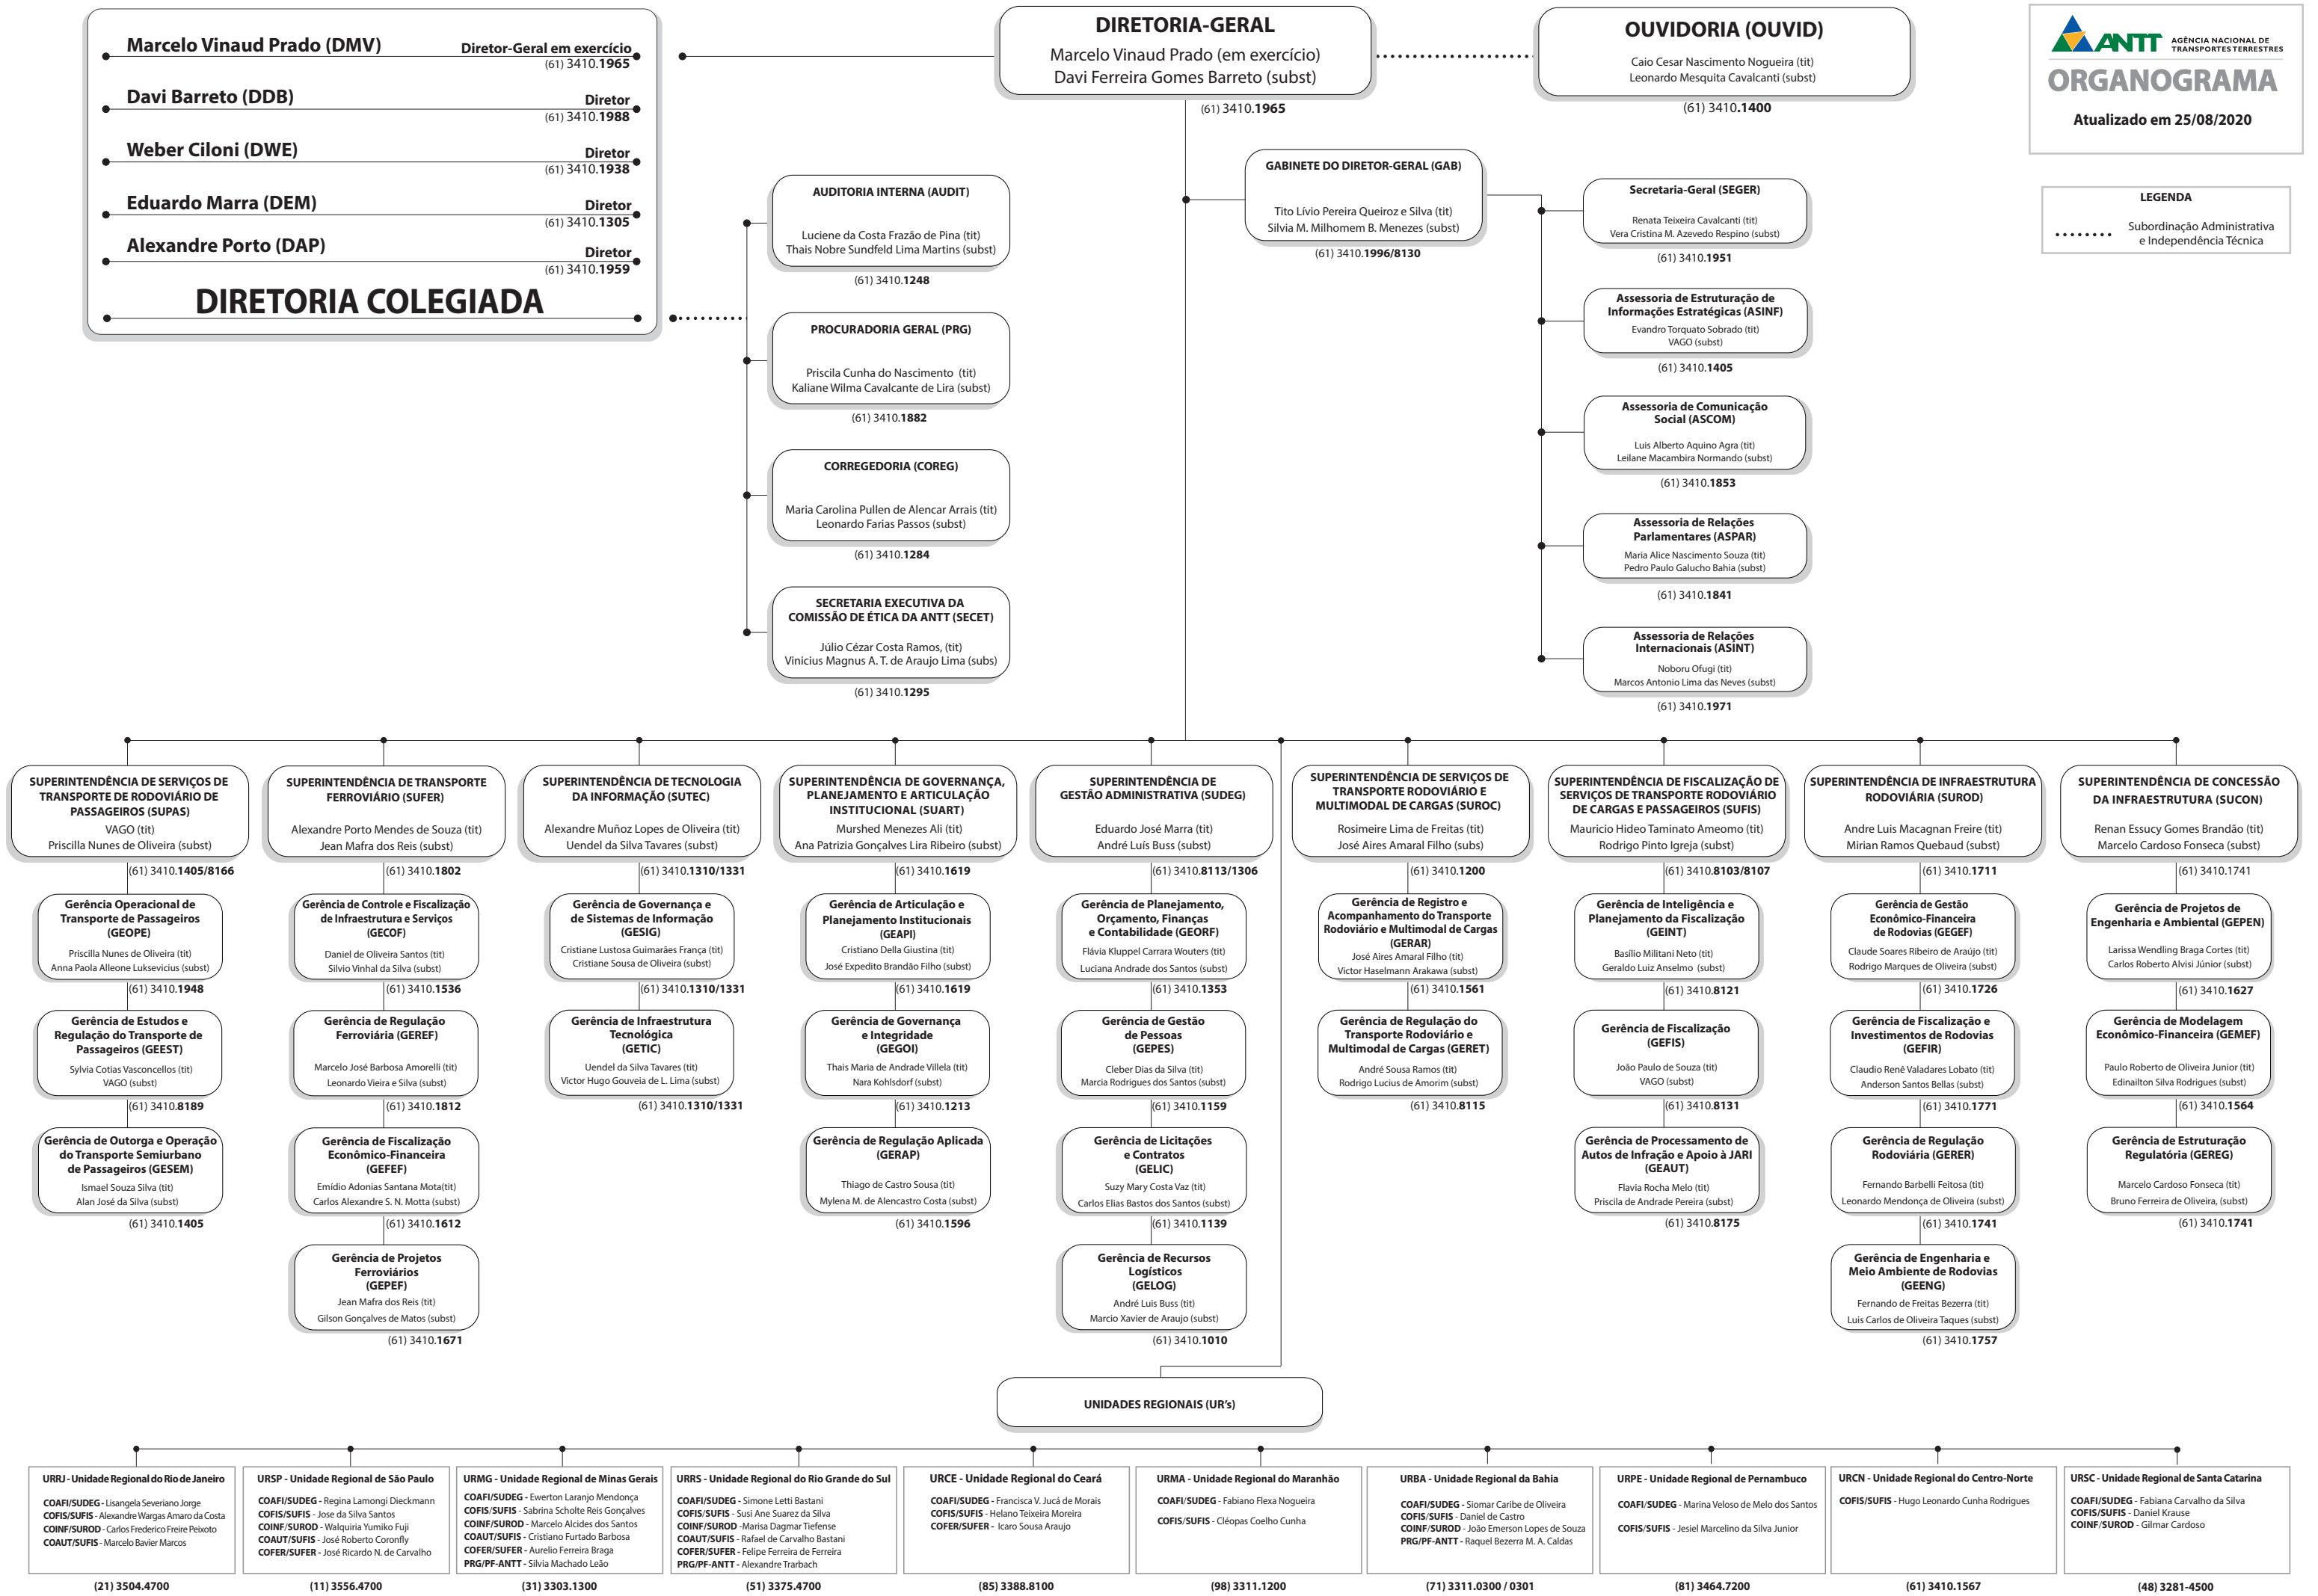 Marcelo Vinaud Prado (DMV)
Diretor-Geral em exercício
(61) 3410.1965
Davi Barreto (DDB)
Diretor
(61) 3410.1988
Weber Ciloni (DWE)
Diretor
(61) 3410.1938
Eduardo Marra (DEM)
Diretor
(61) 3410.1305
Alexandre Porto (DAP)
Diretor
(61) 3410.1959
DIRETORIA COLEGIADA
DIRETORIA-GERAL
Marcelo Vinaud Prado (em exercício)
Davi Ferreira Gomes Barreto (subst)
(61) 3410.1965
OUVIDORIA (OUVID)
Caio Cesar Nascimento Nogueira (tit)
Leonardo Mesquita Cavalcanti (subst)
(61) 3410.1400
ANTT
AGÊNCIA NACIONAL DE
TRANSPORTES TERRESTRES
ORGANOGRAMA
Atualizado em 25/08/2020
LEGENDA
Subordinação Administrativa
e Independência Técnica
AUDITORIA INTERNA (AUDIT)
Luciene da Costa Frazão de Pina (tit)
Thais Nobre Sundfeld Lima Martins (subst)
(61) 3410.1248
PROCURADORIA GERAL (PRG)
Priscila Cunha do Nascimento (tit)
Kaliane Wilma Cavalcante de Lira (subst)
(61) 3410.1882
CORREGEDORIA (COREG)
Maria Carolina Pullen de Alencar Arrais (tit)
Leonardo Farias Passos (subst)
(61) 3410.1284
SECRETARIA EXECUTIVA DA
COMISSÃO DE ÉTICA DA ANTT (SECET)
Júlio Cézar Costa Ramos, (tit)
Vinicius Magnus A. T. de Araujo Lima (subs)
(61) 3410.1295
GABINETE DO DIRETOR-GERAL (GAB)
Tito Lívio Pereira Queiroz e Silva (tit)
Silvia M. Milhomem B. Menezes (subst)
(61) 3410.1996/8130
Secretaria-Geral (SEGER)
Renata Teixeira Cavalcanti (tit)
Vera Cristina M. Azevedo Respino (subst)
(61) 3410.1951
Assessoria de Estruturação de
Informações Estratégicas (ASINF)
Evandro Torquato Sobrado (tit)
VAGO (subst)
(61) 3410.1405
Assessoria de Comunicação
Social (ASCOM)
Luis Alberto Aquino Agra (tit)
Leilane Macambira Normando (subst)
(61) 3410.1853
Assessoria de Relações
Parlamentares (ASPAR)
Maria Alice Nascimento Souza (tit)
Pedro Paulo Galucho Bahia (subst)
(61) 3410.1841
Assessoria de Relações
Internacionais (ASINT)
Noboru Ofugi (tit)
Marcos Antonio Lima das Neves (subst)
(61) 3410.1971
SUPERINTENDÊNCIA DE SERVIÇOS DE
TRANSPORTE DE RODOVIÁRIO DE
PASSAGEIROS (SUPAS)
VAGO (tit)
Priscilla Nunes de Oliveira (subst)
(61) 3410.1405/8166
Gerência Operacional de
Transporte de Passageiros
(GEOPE)
Priscilla Nunes de Oliveira (tit)
Anna Paola Alleone Luksevicius (subst)
(61) 3410.1948
Gerência de Estudos e
Regulação do Transporte de
Passageiros (GEEST)
Sylvia Cotias Vasconcellos (tit)
VAGO (subst)
(61) 3410.8189
Gerência de Outorga e Operação
do Transporte Semiurbano
de Passageiros (GESEM)
Ismael Souza Silva (tit)
Alan José da Silva (subst)
(61) 3410.1405
SUPERINTENDÊNCIA DE TRANSPORTE
FERROVIÁRIO (SUFER)
Alexandre Porto Mendes de Souza (tit)
Jean Mafra dos Reis (subst)
(61) 3410.1802
Gerência de Controle e Fiscalização
de Infraestrutura e Serviços
(GECOF)
Daniel de Oliveira Santos (tit)
Silvio Vinhal da Silva (subst)
(61) 3410.1536
Gerência de Regulação
Ferroviária (GEREF)
Marcelo José Barbosa Amorelli (tit)
Leonardo Vieira e Silva (subst)
(61) 3410.1812
Gerência de Fiscalização
Econômico-Financeira
(GEFEF)
Emídio Adonias Santana Mota(tit)
Carlos Alexandre S. N. Motta (subst)
(61) 3410.1612
Gerência de Projetos
Ferroviários
(GEPEF)
Jean Mafra dos Reis (tit)
Gilson Gonçalves de Matos (subst)
(61) 3410.1671
SUPERINTENDÊNCIA DE TECNOLOGIA
DA INFORMAÇÃO (SUTEC)
Alexandre Muñoz Lopes de Oliveira (tit)
Uendel da Silva Tavares (subst)
(61) 3410.1310/1331
Gerência de Governança e
de Sistemas de Informação
(GESIG)
Cristiane Lustosa Guimarães França (tit)
Cristiane Sousa de Oliveira (subst)
(61) 3410.1310/1331
Gerência de Infraestrutura
Tecnológica
(GETIC)
Uendel da Silva Tavares (tit)
Victor Hugo Gouveia de L. Lima (subst)
(61) 3410.1310/1331
SUPERINTENDÊNCIA DE GOVERNANÇA,
PLANEJAMENTO E ARTICULAÇÃO
INSTITUCIONAL (SUART)
Murshed Menezes Ali (tit)
Ana Patrizia Gonçalves Lira Ribeiro (subst)
(61) 3410.1619
Gerência de Articulação e
Planejamento Institucionais
(GEAPI)
Cristiano Della Giustina (tit)
José Expedito Brandão Filho (subst)
(61) 3410.1619
Gerência de Governança
e Integridade
(GEGOI)
Thais Maria de Andrade Villela (tit)
Nara Kohlsdorf (subst)
(61) 3410.1213
Gerência de Regulação Aplicada
(GERAP)
Thiago de Castro Sousa (tit)
Mylena M. de Alencastro Costa (subst)
(61) 3410.1596
SUPERINTENDÊNCIA DE
GESTÃO ADMINISTRATIVA (SUDEG)
Eduardo José Marra (tit)
André Luís Buss (subst)
(61) 3410.8113/1306
Gerência de Planejamento,
Orçamento, Finanças
e Contabilidade (GEORF)
Flávia Kluppel Carrara Wouters (tit)
Luciana Andrade dos Santos (subst)
(61) 3410.1353
Gerência de Gestão
de Pessoas
(GEPES)
Cleber Dias da Silva (tit)
Marcia Rodrigues dos Santos (subst)
(61) 3410.1159
Gerência de Licitações
e Contratos
(GELIC)
Suzy Mary Costa Vaz (tit)
Carlos Elias Bastos dos Santos (subst)
(61) 3410.1139
Gerência de Recursos
Logísticos
(GELOG)
André Luis Buss (tit)
Marcio Xavier de Araujo (subst)
(61) 3410.1010
SUPERINTENDÊNCIA DE SERVIÇOS DE
TRANSPORTE RODOVIÁRIO E
MULTIMODAL DE CARGAS (SUROC)
Rosimeire Lima de Freitas (tit)
José Aires Amaral Filho (subs)
(61) 3410.1200
Gerência de Registro e
Acompanhamento do Transporte
Rodoviário e Multimodal de Cargas
(GERAR)
José Aires Amaral Filho (tit)
Victor Haselmann Arakawa (subst)
(61) 3410.1561
Gerência de Regulação do
Transporte Rodoviário e
Multimodal de Cargas (GERET)
André Sousa Ramos (tit)
Rodrigo Lucius de Amorim (subst)
(61) 3410.8115
SUPERINTENDÊNCIA DE FISCALIZAÇÃO DE
SERVIÇOS DE TRANSPORTE RODOVIÁRIO
DE CARGAS E PASSAGEIROS (SUFIS)
Mauricio Hideo Taminato Ameomo (tit)
Rodrigo Pinto Igreja (subst)
(61) 3410.8103/8107
Gerência de Inteligência e
Planejamento da Fiscalização
(GEINT)
Basílio Militani Neto (tit)
Geraldo Luiz Anselmo (subst)
(61) 3410.8121
Gerência de Fiscalização
(GEFIS)
João Paulo de Souza (tit)
VAGO (subst)
(61) 3410.8131
Gerência de Processamento de
Autos de Infração e Apoio à JARI
(GEAUT)
Flavia Rocha Melo (tit)
Priscila de Andrade Pereira (subst)
(61) 3410.8175
SUPERINTENDÊNCIA DE INFRAESTRUTURA
RODOVIÁRIA (SUROD)
Andre Luis Macagnan Freire (tit)
Mirian Ramos Quebaud (subst)
(61) 3410.1711
Gerência de Gestão
Econômico-Financeira
de Rodovias (GEGEF)
Claude Soares Ribeiro de Araújo (tit)
Rodrigo Marques de Oliveira (subst)
(61) 3410.1726
Gerência de Fiscalização e
Investimentos de Rodovias
(GEFIR)
Claudio Renê Valadares Lobato (tit)
Anderson Santos Bellas (subst)
(61) 3410.1771
Gerência de Regulação
Rodoviária (GERER)
Fernando Barbelli Feitosa (tit)
Leonardo Mendonça de Oliveira (subst)
(61) 3410.1741
Gerência de Engenharia e
Meio Ambiente de Rodovias
(GEENG)
Fernando de Freitas Bezerra (tit)
Luis Carlos de Oliveira Taques (subst)
(61) 3410.1757
SUPERINTENDÊNCIA DE CONCESSÃO
DA INFRAESTRUTURA (SUCON)
Renan Essucy Gomes Brandão (tit)
Marcelo Cardoso Fonseca (subst)
(61) 3410.1741
Gerência de Projetos de
Engenharia e Ambiental (GEPEN)
Larissa Wendling Braga Cortes (tit)
Carlos Roberto Alvisi Júnior (subst)
(61) 3410.1627
Gerência de Modelagem
Econômico-Financeira (GEMEF)
Paulo Roberto de Oliveira Junior (tit)
Edinailton Silva Rodrigues (subst)
(61) 3410.1564
Gerência de Estruturação
Regulatória (GEREG)
Marcelo Cardoso Fonseca (tit)
Bruno Ferreira de Oliveira, (subst)
(61) 3410.1741
UNIDADES REGIONAIS (UR's)
URRJ - Unidade Regional do Rio de Janeiro
COAFI/SUDEG - Lisangela Severiano Jorge
COFIS/SUFIS - Alexandre Wargas Amaro da Costa
COINF/SUROD - Carlos Frederico Freire Peixoto
COAUT/SUFIS - Marcelo Bavier Marcos
(21) 3504.4700
URSP - Unidade Regional de São Paulo
COAFI/SUDEG - Regina Lamongi Dieckmann
COFIS/SUFIS - Jose da Silva Santos
COINF/SUROD - Walquiria Yumiko Fuji
COAUT/SUFIS - José Roberto Coronfly
COFER/SUFER - José Ricardo N. de Carvalho
(11) 3556.4700
URMG - Unidade Regional de Minas Gerais
COAFI/SUDEG - Ewerton Laranjo Mendonça
COFIS/SUFIS - Sabrina Scholte Reis Gonçalves
COINF/SUROD - Marcelo Alcides dos Santos
COAUT/SUFIS - Cristiano Furtado Barbosa
COFER/SUFER - Aurelio Ferreira Braga
PRG/PF-ANTT - Silvia Machado Leão
(31) 3303.1300
URRS - Unidade Regional do Rio Grande do Sul
COAFI/SUDEG - Simone Letti Bastani
COFIS/SUFIS - Susi Ane Suarez da Silva
COINF/SUROD -Marisa Dagmar Tiefense
COAUT/SUFIS - Rafael de Carvalho Bastani
COFER/SUFER - Felipe Ferreira de Ferreira
PRG/PF-ANTT - Alexandre Trarbach
(51) 3375.4700
URCE - Unidade Regional do Ceará
COAFI/SUDEG - Francisca V. Jucá de Morais
COFIS/SUFIS - Helano Teixeira Moreira
COFER/SUFER - Icaro Sousa Araujo
(85) 3388.8100
URMA - Unidade Regional do Maranhão
COAFI/SUDEG - Fabiano Flexa Nogueira
COFIS/SUFIS - Cléopas Coelho Cunha
(98) 3311.1200
URBA - Unidade Regional da Bahia
COAFI/SUDEG - Siomar Caribe de Oliveira
COFIS/SUFIS - Daniel de Castro
COINF/SUROD - João Emerson Lopes de Souza
PRG/PF-ANTT - Raquel Bezerra M. A. Caldas
(71) 3311.0300 / 0301
URPE - Unidade Regional de Pernambuco
COAFI/SUDEG - Marina Veloso de Melo dos Santos
COFIS/SUFIS - Jesiel Marcelino da Silva Junior
(81) 3464.7200
URCN - Unidade Regional do Centro-Norte
COFIS/SUFIS - Hugo Leonardo Cunha Rodrigues
(61) 3410.1567
URSC - Unidade Regional de Santa Catarina
COAFI/SUDEG - Fabiana Carvalho da Silva
COFIS/SUFIS - Daniel Krause
COINF/SUROD - Gilmar Cardoso
(48) 3281-4500